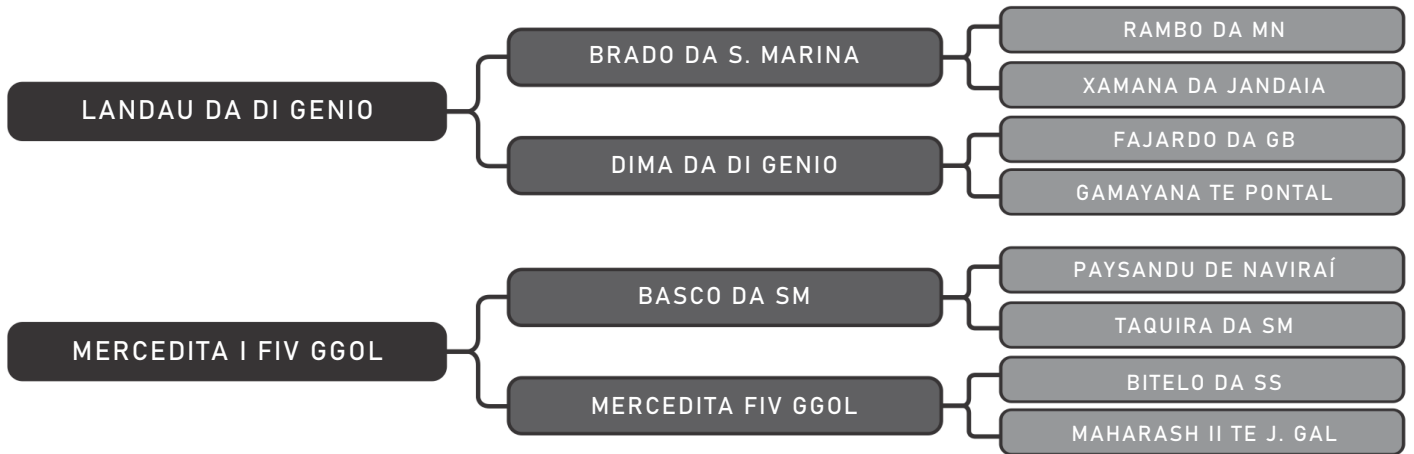 LANDAU DA DI GENIO
BRADO DA S. MARINA
RAMBO DA MN
XAMANA DA JANDAIA
DIMA DA DI GENIO
FAJARDO DA GB
GAMAYANA TE PONTAL
MERCEDITA I FIV GGOL
BASCO DA SM
PAYSANDU DE NAVIRAÍ
TAQUIRA DA SM
MERCEDITA FIV GGOL
BITELO DA SS
MAHARASH II TE J. GAL